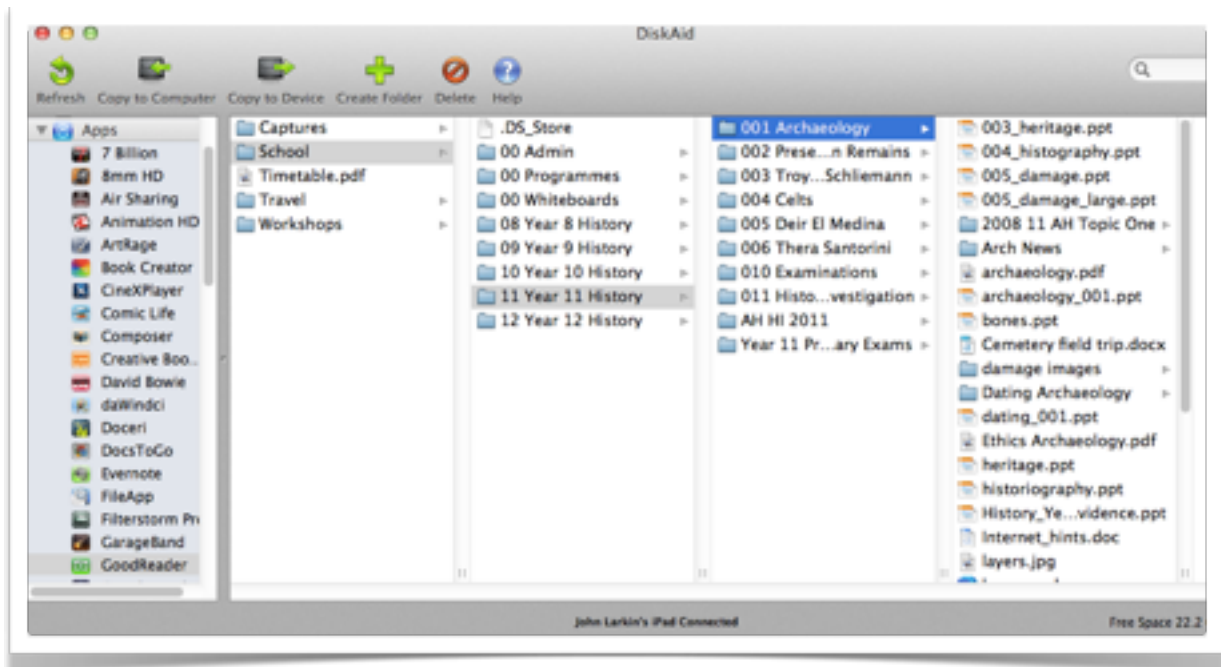 DiskAid
Refresh Copy to Computer Copy to Device Create Folder Delete Help
Apps
7 Billion
8mm HD
Air Sharing
Animation HD
ArtRage
Book Creator
CineXPlayer
Comic Life
Composer
Creative Boo..
David Bowie
daWindci
Doceri
DocsToGo
Evernote
FileApp
Filterstorm Pr
GarageBand
GoodReader
Captures
School
Timetable.pdf
Travel
Workshops
.DS_Store
00 Admin
00 Programmes
00 Whiteboards
08 Year 8 History
09 Year 9 History
10 Year 10 History
11 Year 11 History
12 Year 12 History
001 Archaeology
002 Prese...n Remains
003 Troy...Schliemann
004 Celts
005 Deir El Medina
006 Thera Santorini
010 Examinations
011 Histo...vestigation
AH HI 2011
Year 11 Pr...ary Exams
003_heritage.ppt
004_histography.ppt
005_damage.ppt
005_damage_large.ppt
2008 11 AH Topic One
Arch News
archaeology.pdf
archaeology_001.ppt
bones.ppt
Cemetery field trip.docx
damage images
Dating Archaeology
dating_001.ppt
Ethics Archaeology.pdf
heritage.ppt
historiography.ppt
History_Ye...vidence.ppt
Internet_hints.doc
layers.jpg
John Larkin's iPad Connected
Free Space 22.2